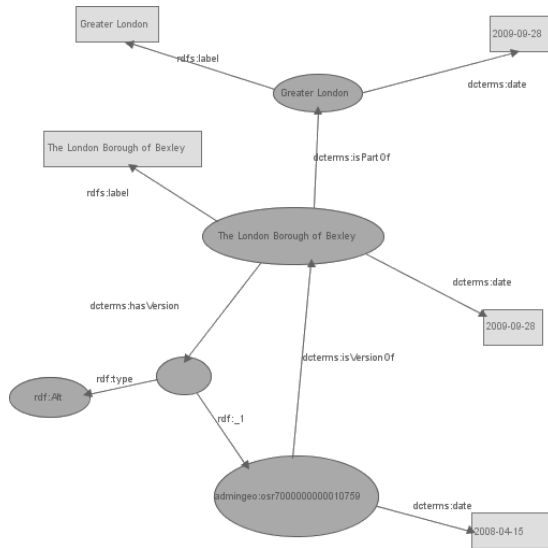 Greater London
2009-09-28
rdfs:label
Greater London
dcterms:date
The London Borough of Bexley
dcterms:isPartOf
rdfs:label
The London Borough of Bexley
dcterms:date
dcterms:hasVersion
2009-09-28
dcterms:isVersionOf
rdf:type
rdf:Alt
rdf:_1
admingeo:osr7000000000010759
dcterms:date
2008-04-15